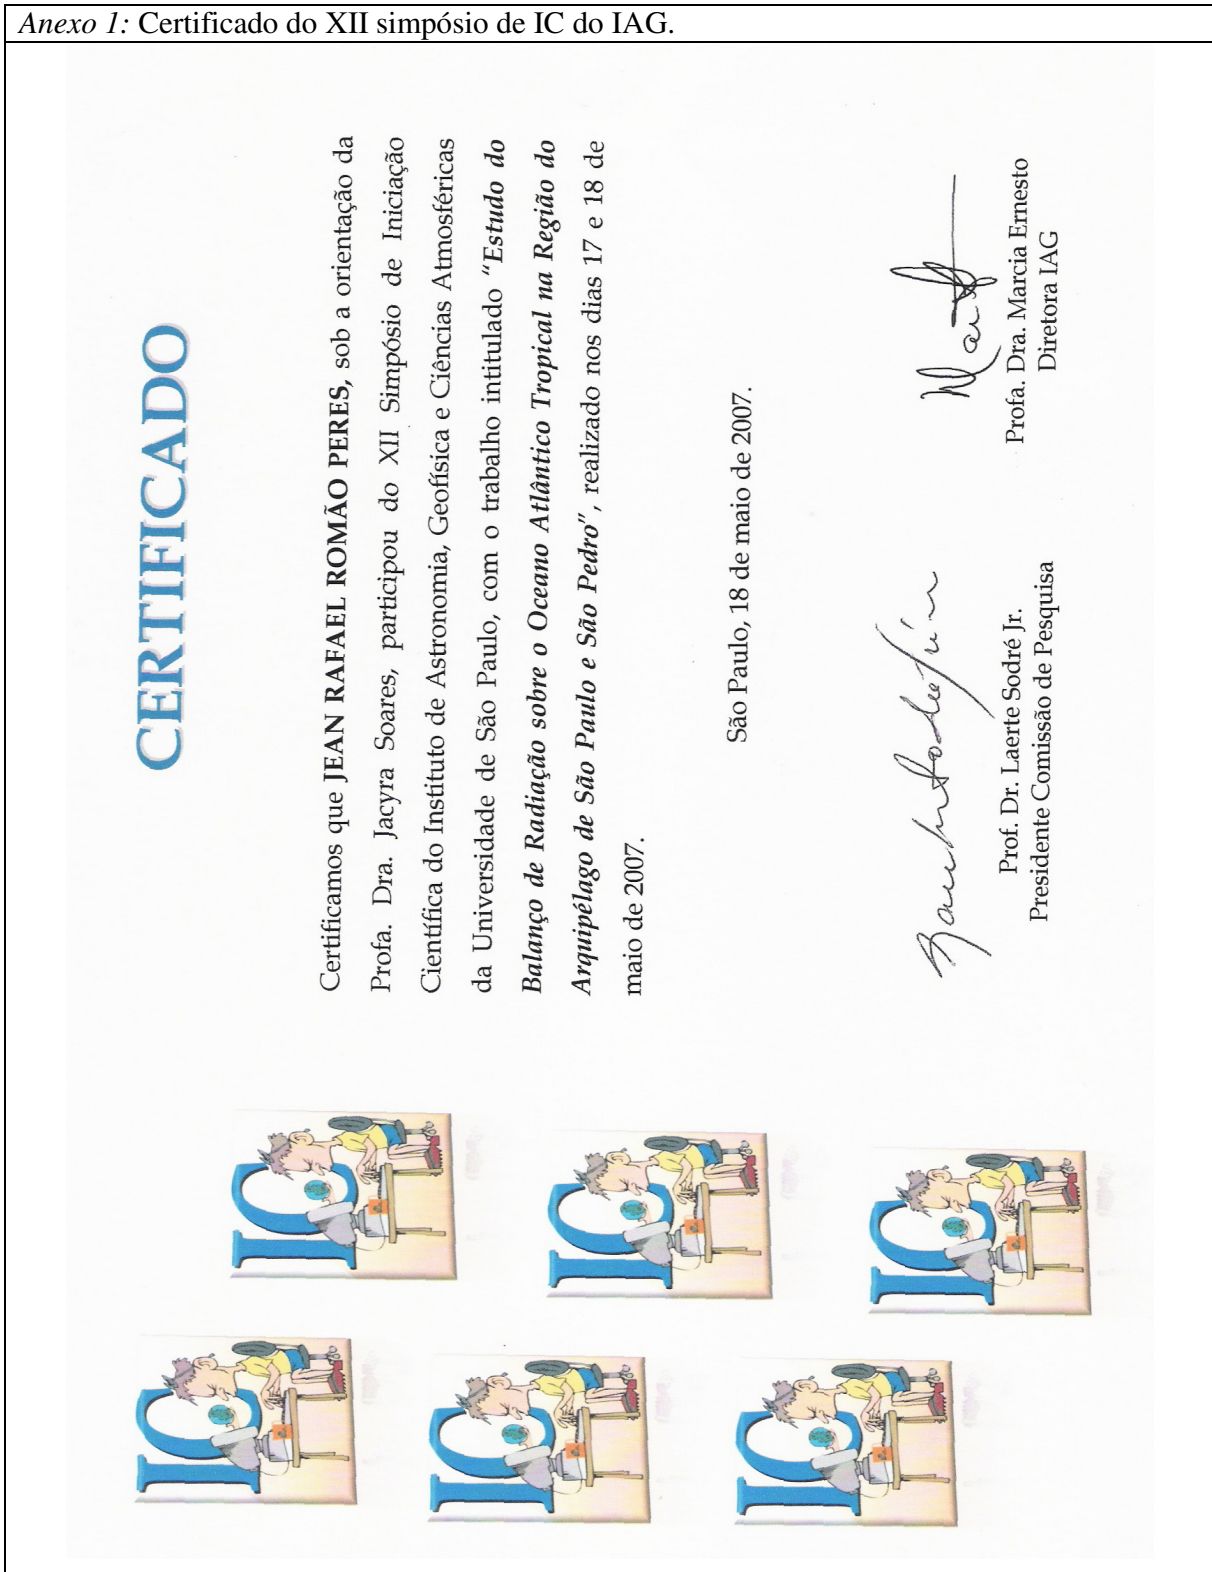 Anexo 1: Certificado do XII simpósio de IC do IAG.
CERTIFICADO
Certificamos que JEAN RAFAEL ROMÃO PERES, sob a orientação da
Profa. Dra. Jacyra Soares, participou do XII Simpósio de Iniciação
Científica do Instituto de Astronomia, Geofísica e Ciências Atmosféricas
da Universidade de São Paulo, com o trabalho intitulado "Estudo do
Balanço de Radiação sobre o Oceano Atlântico Tropical na Região do
Arquipélago de São Paulo e São Pedro", realizado nos dias 17 e 18 de
maio de 2007.
São Paulo, 18 de maio de 2007.
Prof. Dr. Laerte Sodré Jr.
Presidente Comissão de Pesquisa
Profa. Dra. Marcia Ernesto
Diretora IAG
IC
IC
IC
IC
IC
IC